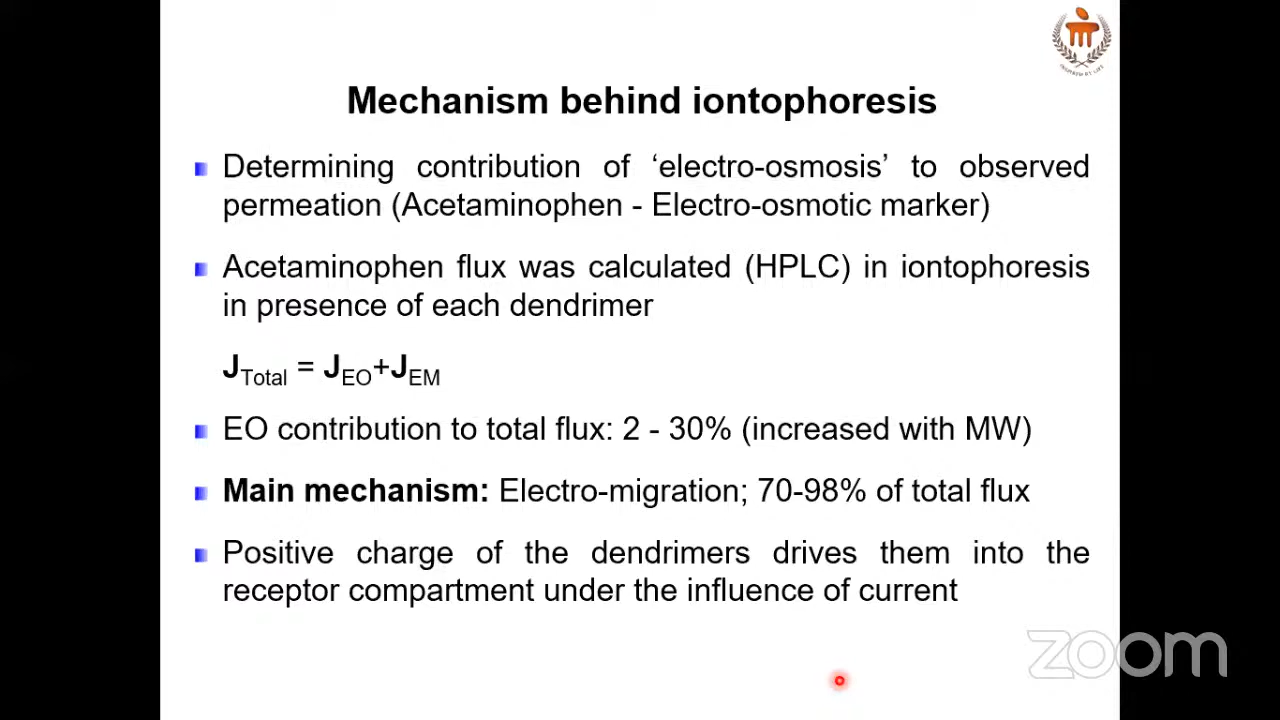 Mechanism behind iontophoresis
Determining contribution of ‘electro-osmosis’ to observed
permeation (Acetaminophen - Electro-osmotic marker)
Acetaminophen flux was calculated (HPLC) in iontophoresis
in presence of each dendrimer
J Total = J EO+J EM
EO contribution to total flux: 2 - 30% (increased with MW)
Main mechanism: Electro-migration; 70-98% of total flux
Positive charge of the dendrimers drives them into the
receptor compartment under the influence of current
zoom